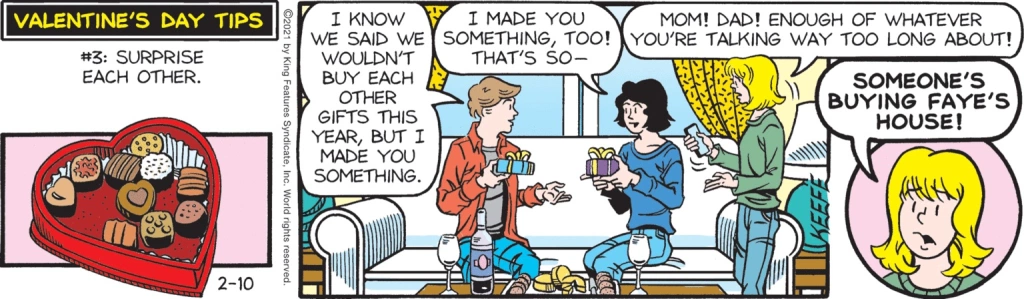 VALENTINE'S DAY TIPS
#3: SURPRISE
EACH OTHER.
2-10
©2021 by King Features Syndicate, Inc. World rights reserved.
I KNOW
WE SAID WE
WOULDN'T
BUY EACH
OTHER
GIFTS THIS
YEAR, BUT I
MADE YOU
SOMETHING.
I MADE YOU
SOMETHING, TOO!
THAT'S SO—
MOM! DAD! ENOUGH OF WHATEVER
YOU'RE TALKING WAY TOO LONG ABOUT!
KEEFE
SOMEONE'S
BUYING FAYE'S
HOUSE!